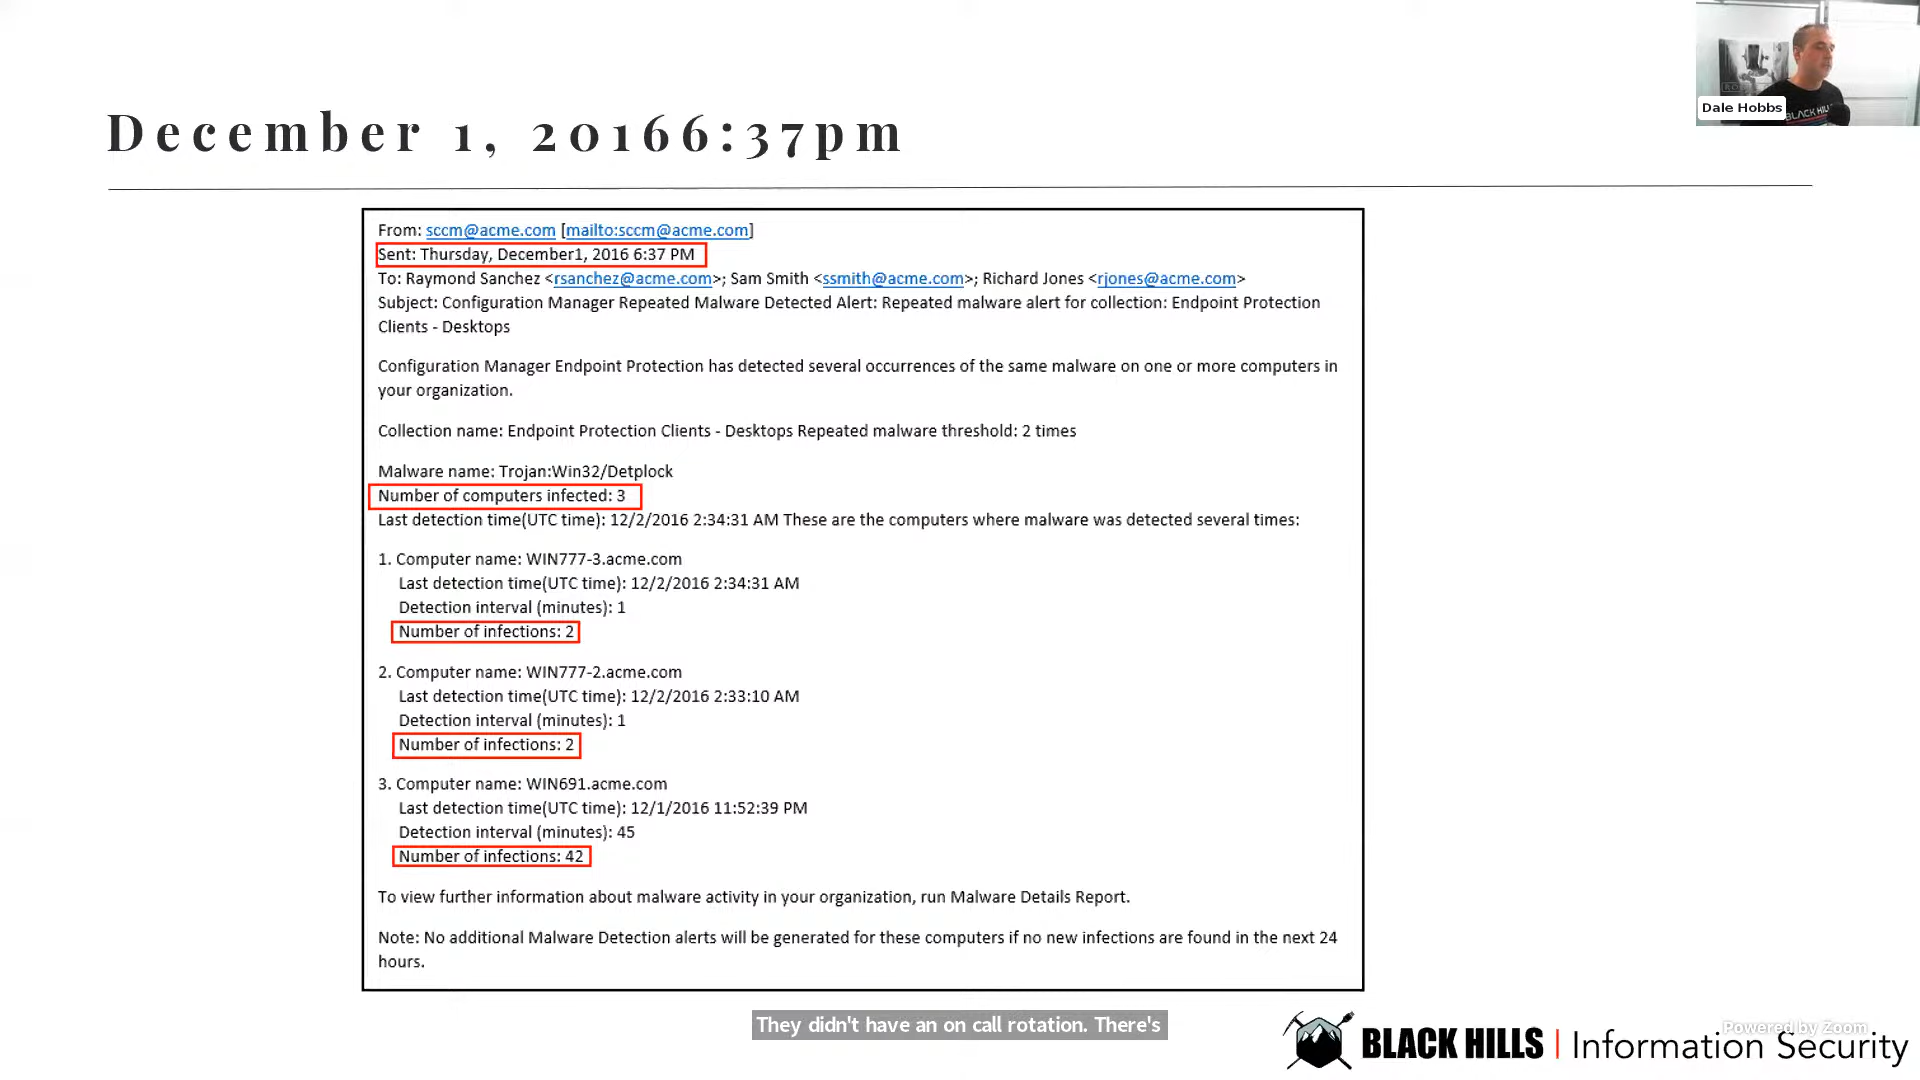 Dale Hobbs
BLACK HILL
December 1, 20166:37pm
From: sccm@acme.com [mailto:sccm@acme.com]
Sent: Thursday, December1, 2016 6:37 PM
To: Raymond Sanchez <rsanchez@acme.com>; Sam Smith <ssmith@acme.com>; Richard Jones <rjones@acme.com>
Subject: Configuration Manager Repeated Malware Detected Alert: Repeated malware alert for collection: Endpoint Protection
Clients - Desktops
Configuration Manager Endpoint Protection has detected several occurrences of the same malware on one or more computers in
your organization.
Collection name: Endpoint Protection Clients - Desktops Repeated malware threshold: 2 times
Malware name: Trojan:Win32/Detplock
Number of computers infected: 3
Last detection time(UTC time): 12/2/2016 2:34:31 AM These are the computers where malware was detected several times:
1. Computer name: WIN777-3.acme.com
Last detection time(UTC time): 12/2/2016 2:34:31 AM
Detection interval (minutes): 1
Number of infections: 2
2. Computer name: WIN777-2.acme.com
Last detection time(UTC time): 12/2/2016 2:33:10 AM
Detection interval (minutes): 1
Number of infections: 2
3. Computer name: WIN691.acme.com
Last detection time(UTC time): 12/1/2016 11:52:39 PM
Detection interval (minutes): 45
Number of infections: 42
To view further information about malware activity in your organization, run Malware Details Report.
Note: No additional Malware Detection alerts will be generated for these computers if no new infections are found in the next 24
hours.
They didn't have an on call rotation. There's
Powered by Zoom
BLACK HILLS | Information Security